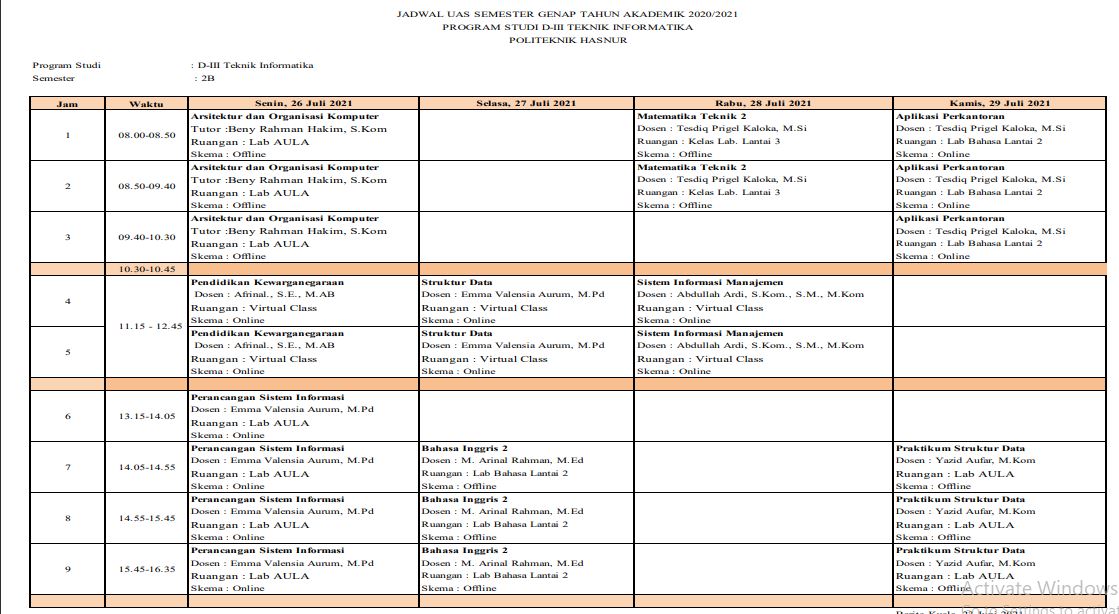 JADWAL UAS SEMESTER GENAP TAHUN AKADEMIK 2020/2021
PROGRAM STUDI D-III TEKNIK INFORMATIKA
POLITEKNIK HASNUR
Program Studi : D-III Teknik Informatika
Semester : 2B
Jam Waktu Senin, 26 Juli 2021 Selasa, 27 Juli 2021 Rabu, 28 Juli 2021 Kamis, 29 Juli 2021
1 08.00-08.50
Arsitektur dan Organisasi Komputer
Tutor :Beny Rahman Hakim, S.Kom
Ruangan : Lab AULA
Skema : Offline
Matematika Teknik 2
Dosen : Tesdiq Prigel Kaloka, M.Si
Ruangan : Kelas Lab. Lantai 3
Skema : Offline
Aplikasi Perkantoran
Dosen : Tesdiq Prigel Kaloka, M.Si
Ruangan : Lab Bahasa Lantai 2
Skema : Online
2 08.50-09.40
Arsitektur dan Organisasi Komputer
Tutor :Beny Rahman Hakim, S.Kom
Ruangan : Lab AULA
Skema : Offline
Matematika Teknik 2
Dosen : Tesdiq Prigel Kaloka, M.Si
Ruangan : Kelas Lab. Lantai 3
Skema : Offline
Aplikasi Perkantoran
Dosen : Tesdiq Prigel Kaloka, M.Si
Ruangan : Lab Bahasa Lantai 2
Skema : Online
3 09.40-10.30
Arsitektur dan Organisasi Komputer
Tutor :Beny Rahman Hakim, S.Kom
Ruangan : Lab AULA
Skema : Offline
Aplikasi Perkantoran
Dosen : Tesdiq Prigel Kaloka, M.Si
Ruangan : Lab Bahasa Lantai 2
Skema : Online
10.30-10.45
4 11.15 - 12.45
Pendidikan Kewarganegaraan
Dosen : Afrinal., S.E., M.AB
Ruangan : Virtual Class
Skema : Online
Struktur Data
Dosen : Emma Valensia Aurum, M.Pd
Ruangan : Virtual Class
Skema : Online
Sistem Informasi Manajemen
Dosen : Abdullah Ardi, S.Kom., S.M., M.Kom
Ruangan : Virtual Class
Skema : Online
5
Pendidikan Kewarganegaraan
Dosen : Afrinal., S.E., M.AB
Ruangan : Virtual Class
Skema : Online
Struktur Data
Dosen : Emma Valensia Aurum, M.Pd
Ruangan : Virtual Class
Skema : Online
Sistem Informasi Manajemen
Dosen : Abdullah Ardi, S.Kom., S.M., M.Kom
Ruangan : Virtual Class
Skema : Online
6 13.15-14.05
Perancangan Sistem Informasi
Dosen : Emma Valensia Aurum, M.Pd
Ruangan : Lab AULA
Skema : Online
7 14.05-14.55
Perancangan Sistem Informasi
Dosen : Emma Valensia Aurum, M.Pd
Ruangan : Lab AULA
Skema : Online
Bahasa Inggris 2
Dosen : M. Arinal Rahman, M.Ed
Ruangan : Lab Bahasa Lantai 2
Skema : Offline
Praktikum Struktur Data
Dosen : Yazid Aufar, M.Kom
Ruangan : Lab AULA
Skema : Offline
8 14.55-15.45
Perancangan Sistem Informasi
Dosen : Emma Valensia Aurum, M.Pd
Ruangan : Lab AULA
Skema : Online
Bahasa Inggris 2
Dosen : M. Arinal Rahman, M.Ed
Ruangan : Lab Bahasa Lantai 2
Skema : Offline
Praktikum Struktur Data
Dosen : Yazid Aufar, M.Kom
Ruangan : Lab AULA
Skema : Offline
9 15.45-16.35
Perancangan Sistem Informasi
Dosen : Emma Valensia Aurum, M.Pd
Ruangan : Lab AULA
Skema : Online
Bahasa Inggris 2
Dosen : M. Arinal Rahman, M.Ed
Ruangan : Lab Bahasa Lantai 2
Skema : Offline
Praktikum Struktur Data
Dosen : Yazid Aufar, M.Kom
Ruangan : Lab AULA
Skema : Offline
Activate Windows